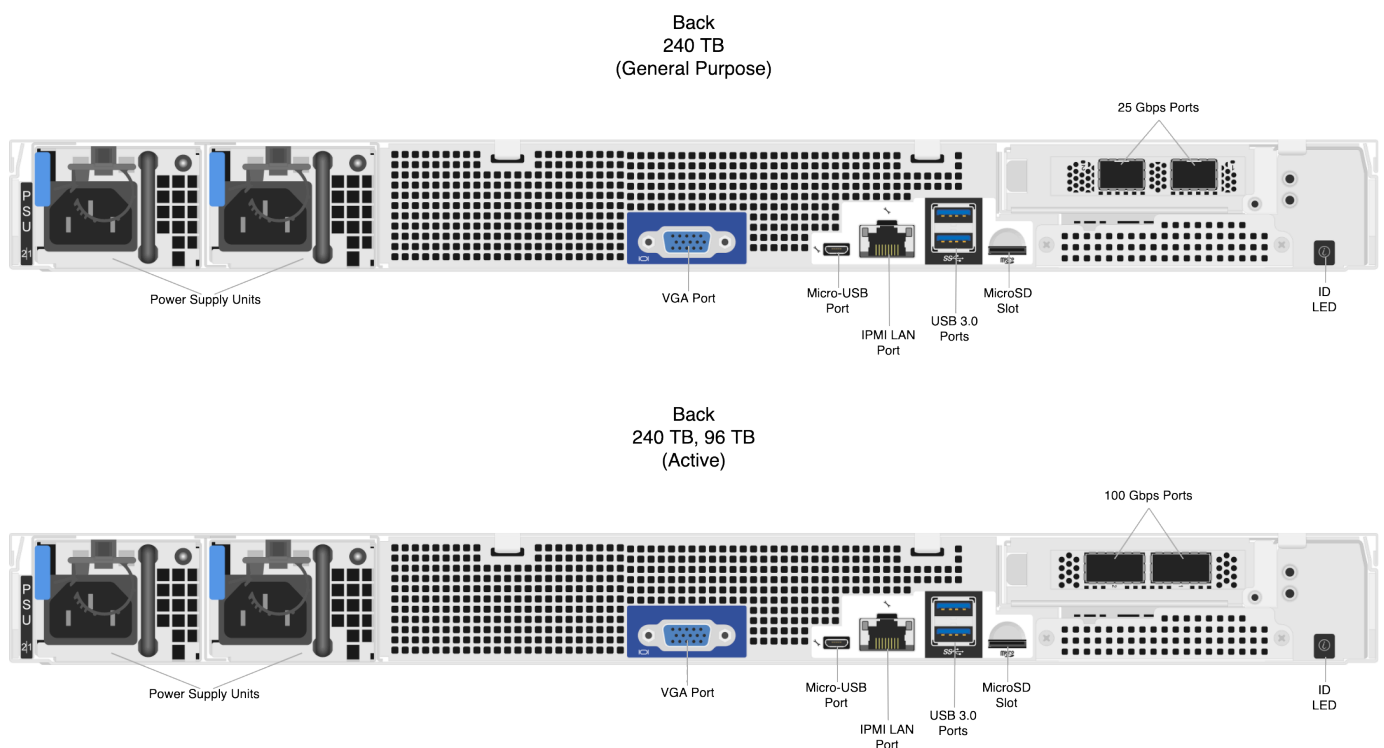 Back
240 TB
(General Purpose)
25 Gbps Ports
P
S
U
2|1
Power Supply Units
VGA Port
Micro-USB
Port
IPMI LAN
Port
USB 3.0
Ports
MicroSD
Slot
ID
LED
Back
240 TB, 96 TB
(Active)
100 Gbps Ports
P
S
U
2|1
Power Supply Units
VGA Port
Micro-USB
Port
IPMI LAN
Port
USB 3.0
Ports
MicroSD
Slot
ID
LED